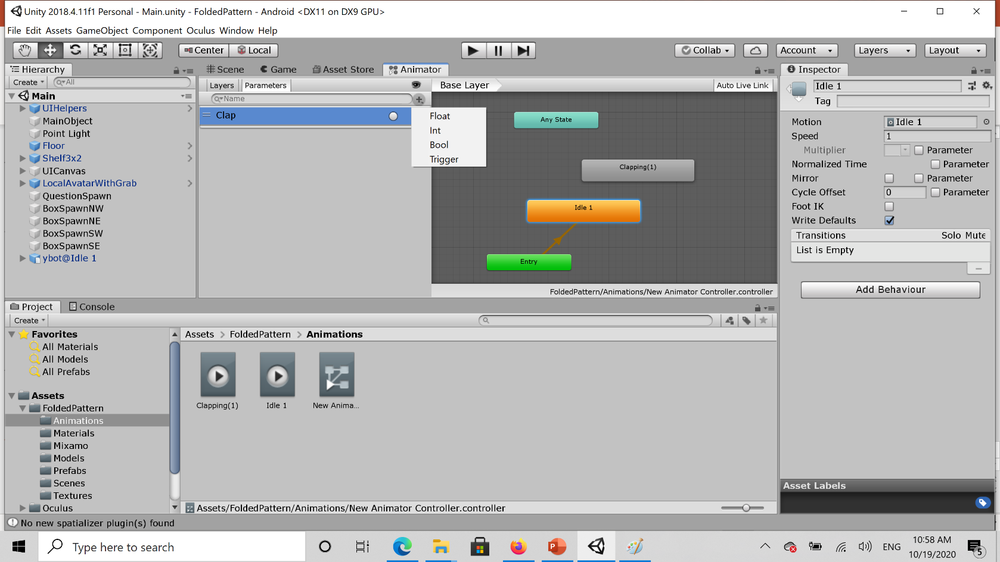 Unity 2018.4.11f1 Personal - Main.unity - FoldedPattern - Android <DX11 on DX9 GPU>
File Edit Assets GameObject Component Oculus Window Help
Center Local Collab Account Layers Layout
Hierarchy
Create All
Main
UIHelpers
MainObject
Point Light
Floor
Shelf3x2
UICanvas
LocalAvatarWithGrab
QuestionSpawn
BoxSpawnNW
BoxSpawnNE
BoxSpawnSW
BoxSpawnSE
ybot@Idle 1
Scene Game Asset Store Animator
Layers Parameters Base Layer Auto Live Link
Name
Clap
Float
Int
Bool
Trigger
Any State
Clapping(1)
Idle 1
Entry
FoldedPattern/Animations/New Animator Controller.controller
Inspector
Idle 1
Tag
Motion Idle 1
Speed 1
Multiplier Parameter
Normalized Time Parameter
Mirror Parameter
Cycle Offset 0 Parameter
Foot IK
Write Defaults
Transitions Solo Mute
List is Empty
Add Behaviour
Asset Labels
Project Console
Create
Favorites
All Materials
All Models
All Prefabs
Assets
FoldedPattern
Animations
Materials
Mixamo
Models
Prefabs
Scenes
Textures
Oculus
Assets > FoldedPattern > Animations
Clapping(1) Idle 1 New Anima...
Assets/FoldedPattern/Animations/New Animator Controller.controller
No new spatializer plugin(s) found
Type here to search
ENG
10:58 AM
10/19/2020
5